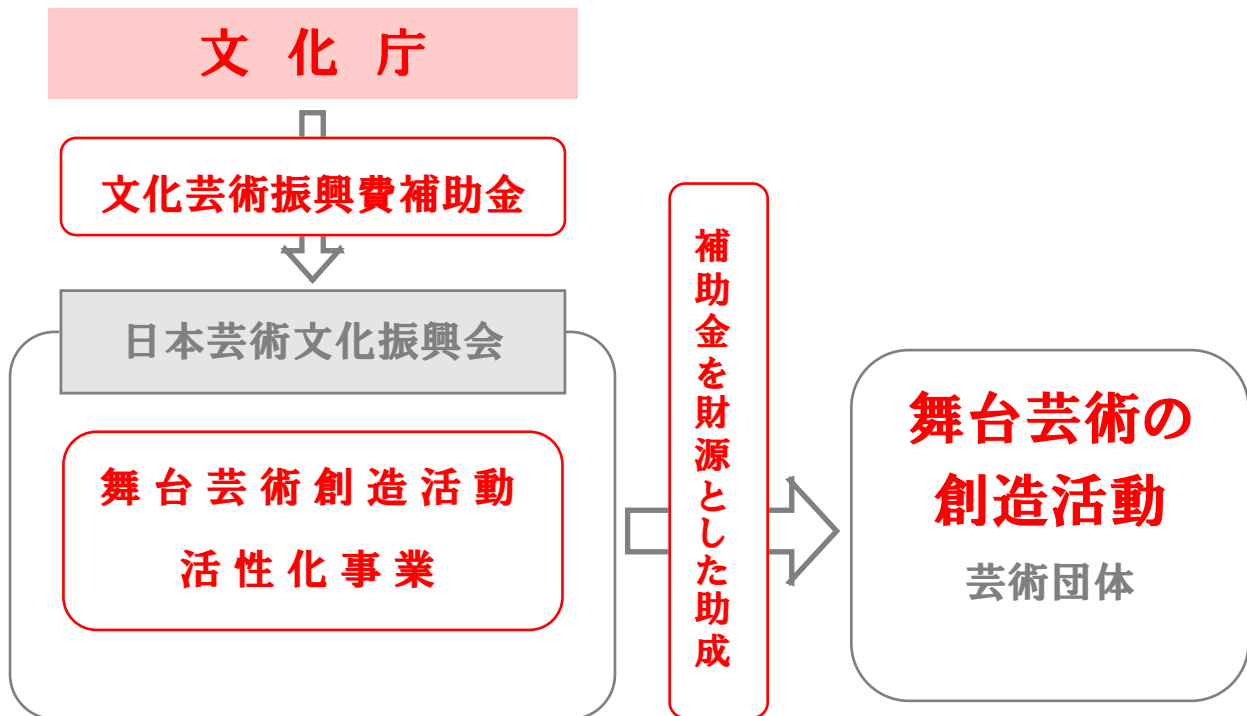 文化庁
文化芸術振興費補助金
日本芸術文化振興会
舞台芸術創造活動
活性化事業
補助金を財源とした助成
舞台芸術の
創造活動
芸術団体